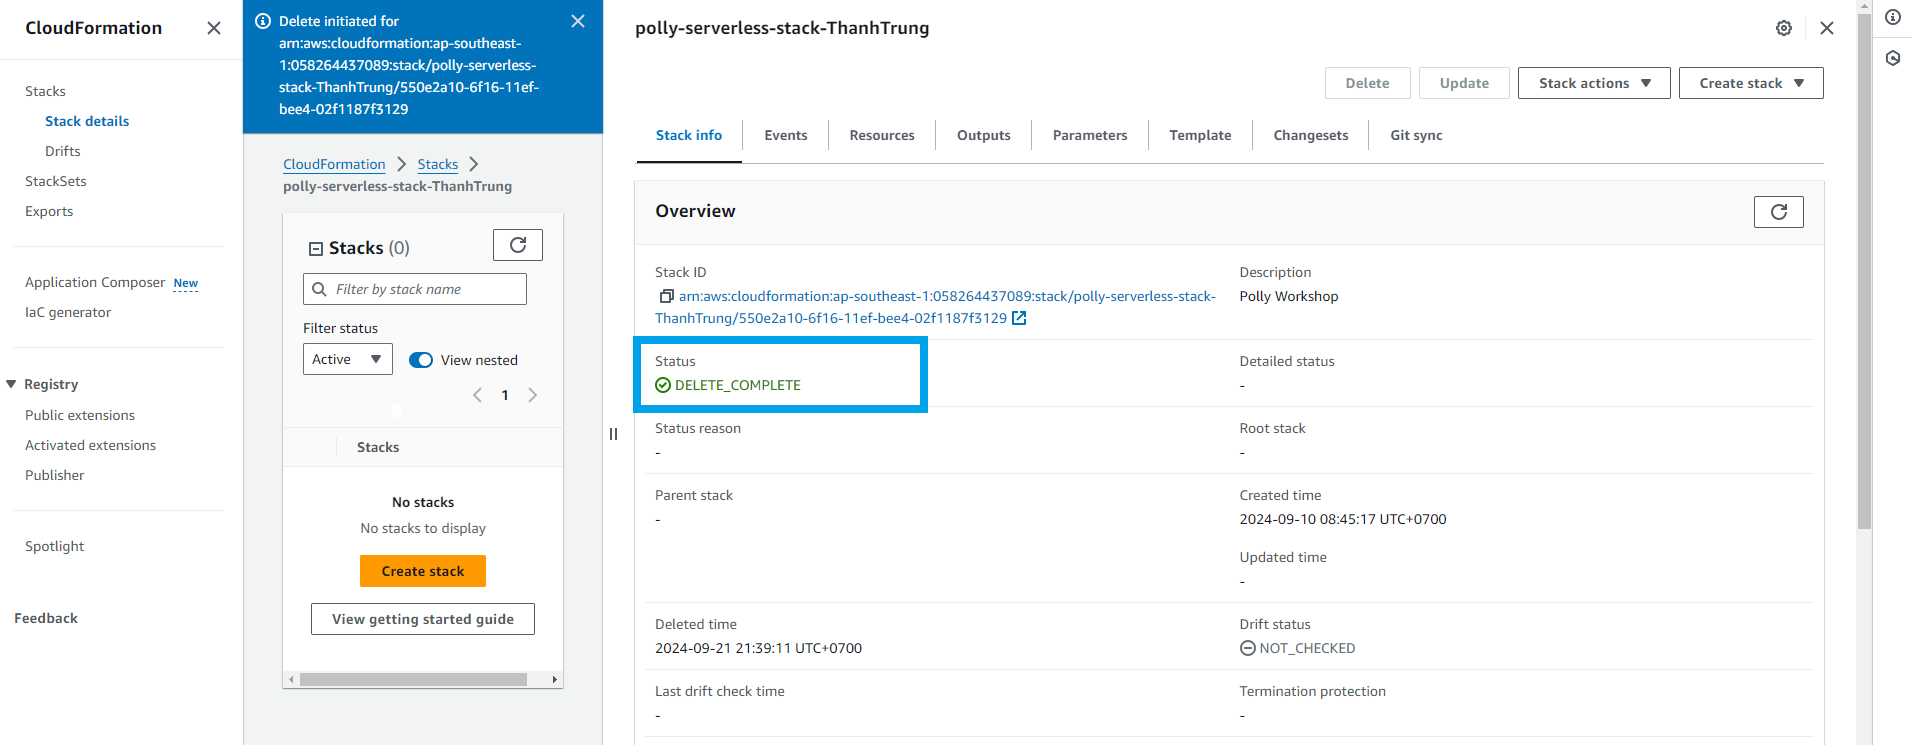 CloudFormation
Stacks
Stack details
Drifts
StackSets
Exports
Application Composer New
IaC generator
Registry
Public extensions
Activated extensions
Publisher
Spotlight
Feedback
Delete initiated for
arn:aws:cloudformation:ap-southeast-
1:058264437089:stack/polly-serverless-
stack-ThanhTrung/550e2a10-6f16-11ef-
bee4-02f1187f3129
CloudFormation
Stacks
polly-serverless-stack-ThanhTrung
Stacks (0)
Filter by stack name
Filter status
Active
View nested
1
Stacks
No stacks
No stacks to display
Create stack
View getting started guide
polly-serverless-stack-ThanhTrung
Delete
Update
Stack actions
Create stack
Stack info
Events
Resources
Outputs
Parameters
Template
Changesets
Git sync
Overview
Stack ID
arn:aws:cloudformation:ap-southeast-1:058264437089:stack/polly-serverless-stack-
ThanhTrung/550e2a10-6f16-11ef-bee4-02f1187f3129
Description
Polly Workshop
Status
DELETE_COMPLETE
Detailed status
-
Status reason
-
Root stack
-
Parent stack
-
Created time
2024-09-10 08:45:17 UTC+0700
Updated time
-
Deleted time
2024-09-21 21:39:11 UTC+0700
Drift status
NOT_CHECKED
Last drift check time
-
Termination protection
-